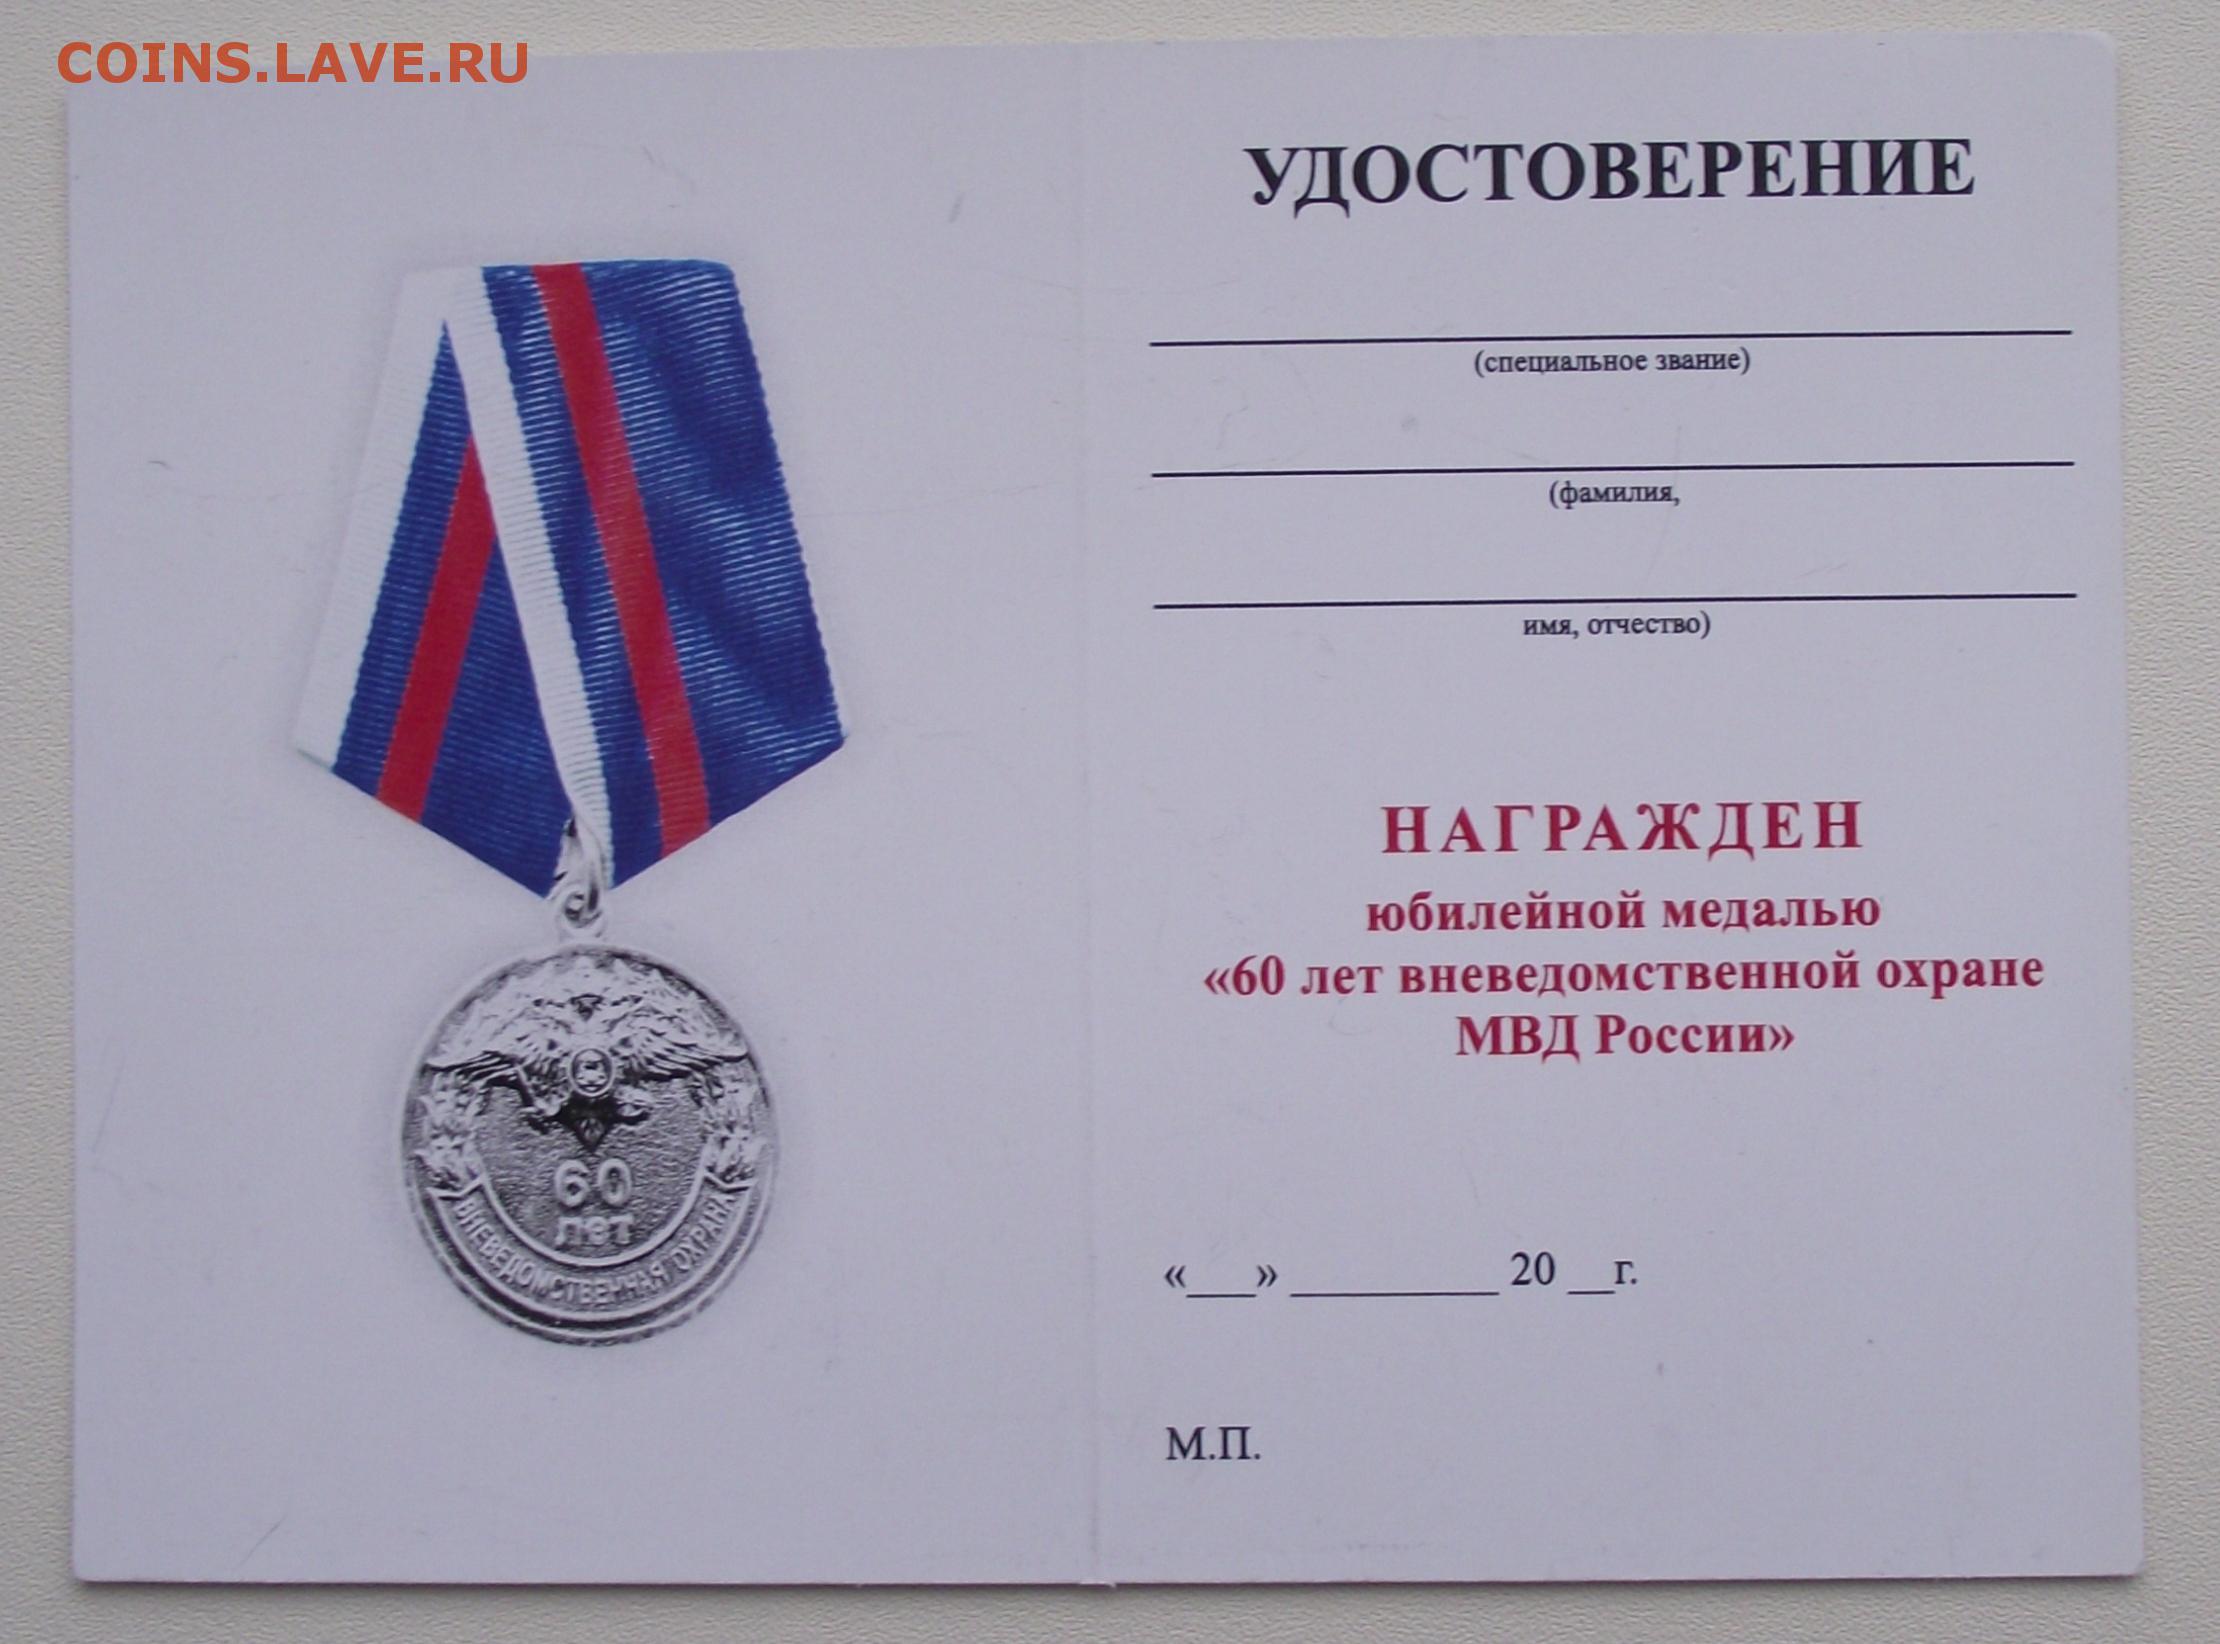 COINS.LAVE.RU
60
лет
ВНЕВЕДОМСТВЕННАЯ ОХРАНА
УДОСТОВЕРЕНИЕ
(специальное звание)
(фамилия,
имя, отчество)
НАГРАЖДЕН
юбилейной медалью
«60 лет вневедомственной охране
МВД России»
«___» _________ 20 __г.
М.П.